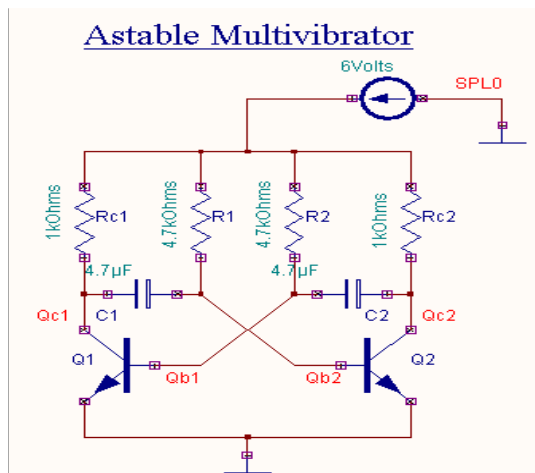 Astable Multivibrator
6Volts
SPL0
1kOhms
Rc1
4.7kOhms
R1
4.7kOhms
R2
1kOhms
Rc2
4.7µF
4.7µF
Qc1
C1
C2
Qc2
Q1
Qb1
Qb2
Q2